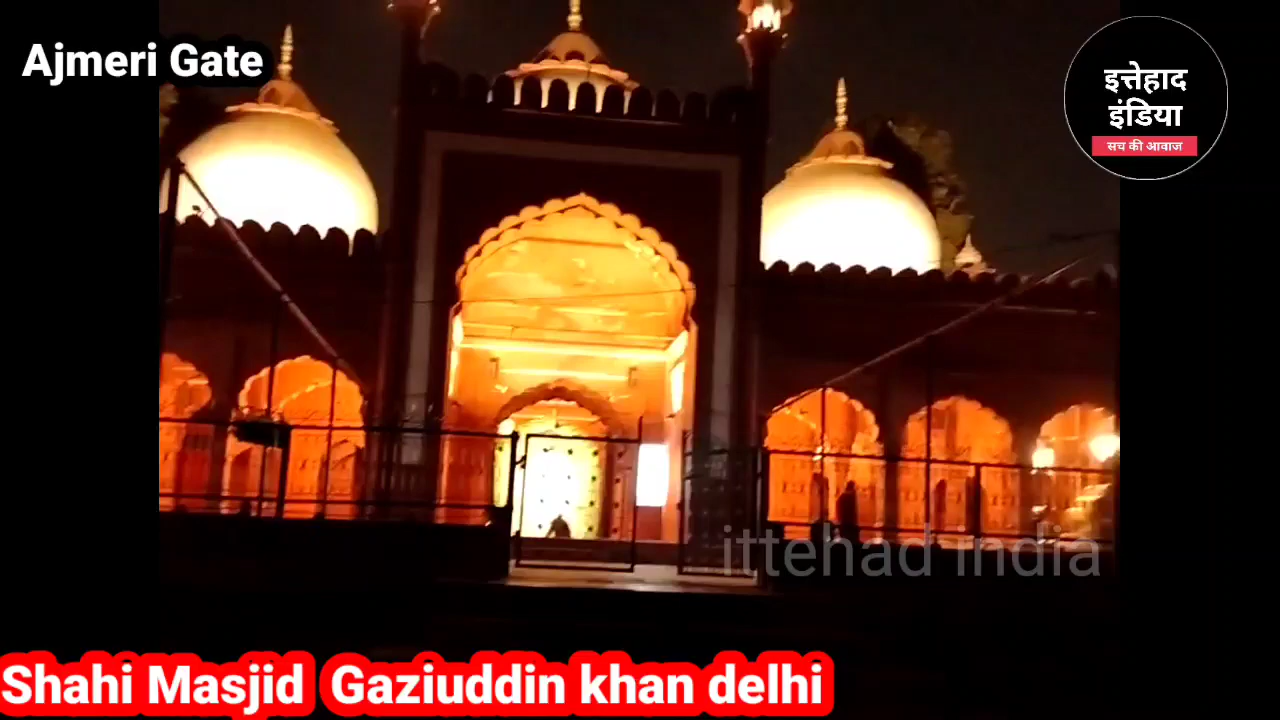 Ajmeri Gate
इत्तेहाद
इंडिया
सच की आवाज
ittehad india
Shahi Masjid Gaziuddin khan delhi